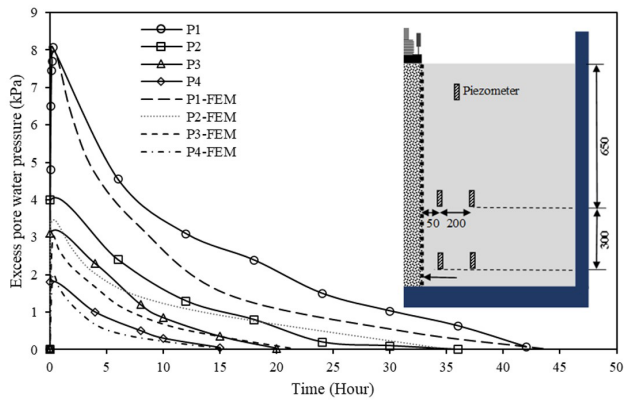 9
8
7
6
5
4
3
2
1
0
Excess pore water pressure (kPa)
P1
P2
P3
P4
P1-FEM
P2-FEM
P3-FEM
P4-FEM
Piezometer
650
50 200
300
0 5 10 15 20 25 30 35 40 45 50
Time (Hour)